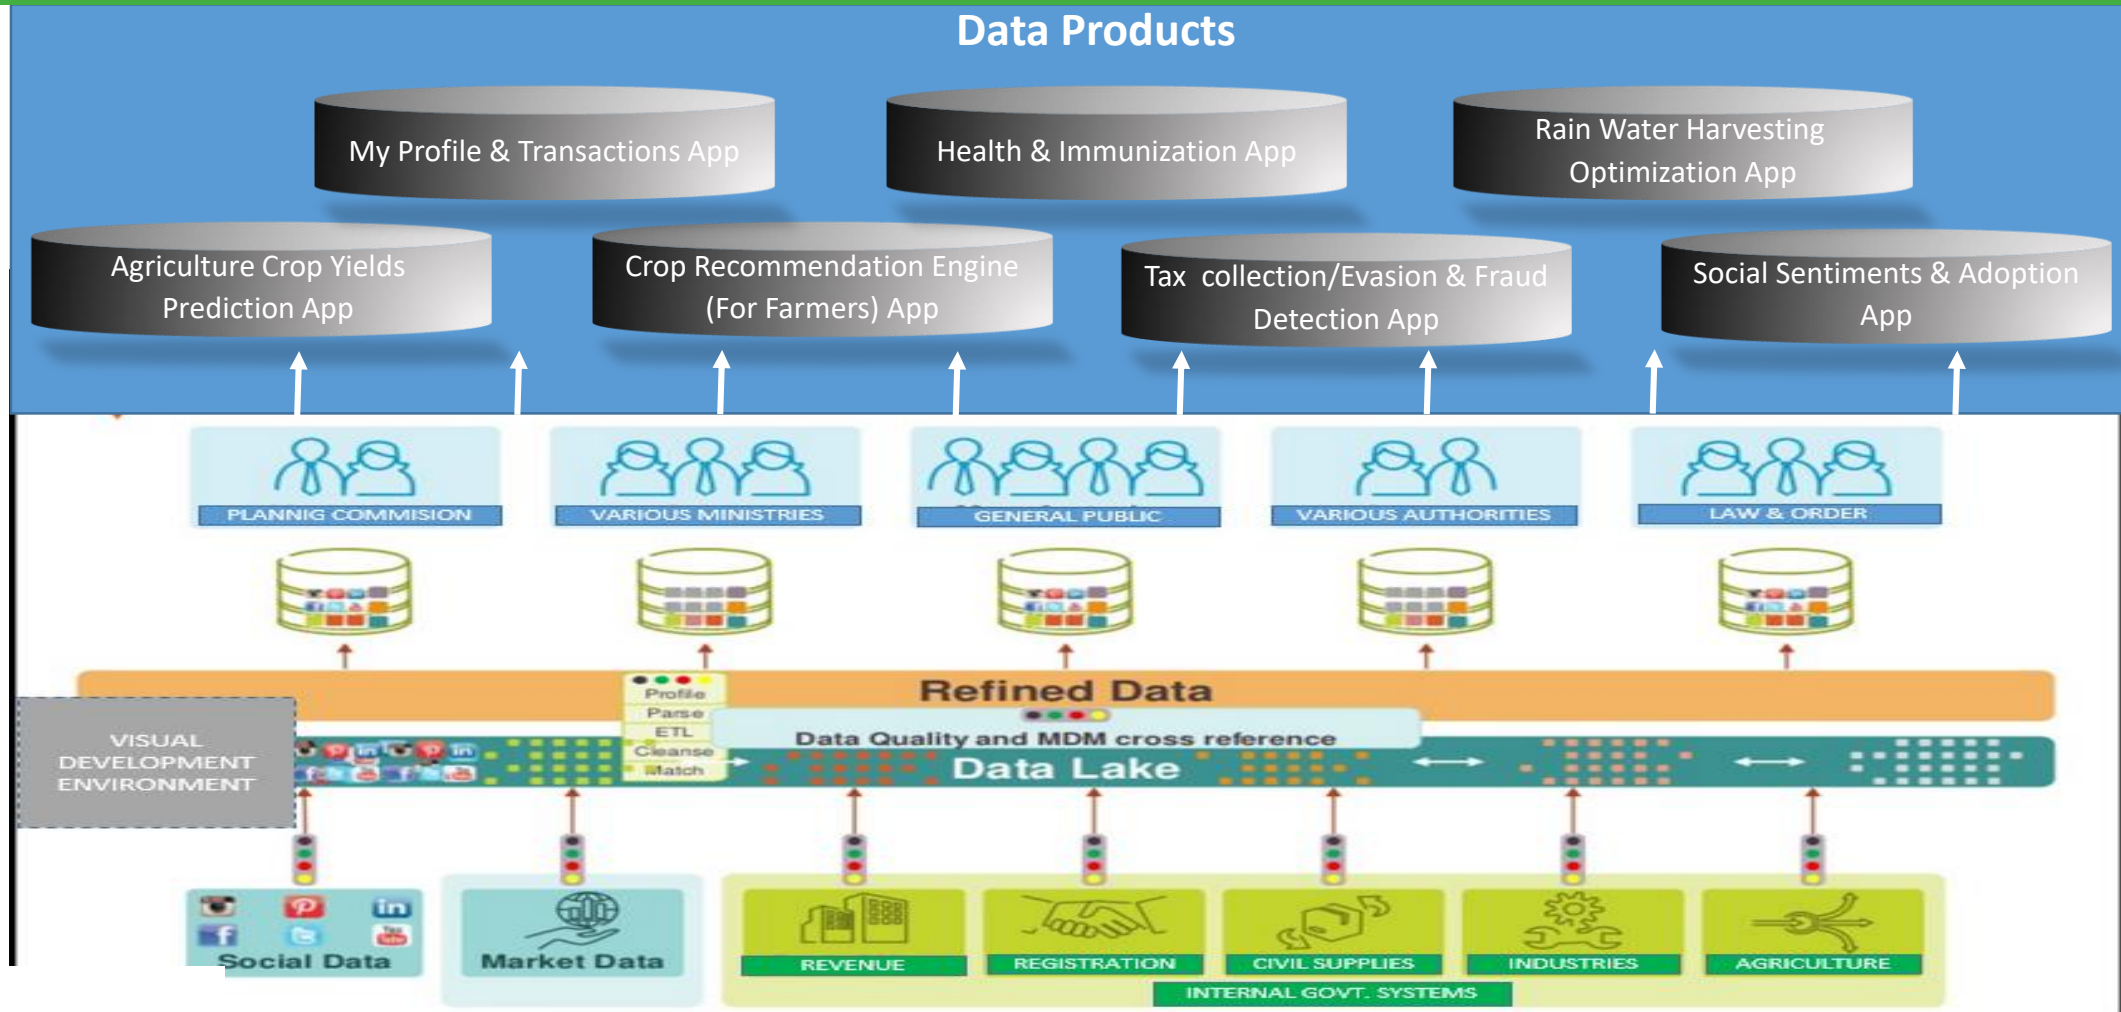 Data Products
My Profile & Transactions App
Health & Immunization App
Rain Water Harvesting
Optimization App
Agriculture Crop Yields
Prediction App
Crop Recommendation Engine
(For Farmers) App
Tax collection/Evasion & Fraud
Detection App
Social Sentiments & Adoption
App
PLANNIG COMMISION
VARIOUS MINISTRIES
GENERAL PUBLIC
VARIOUS AUTHORITIES
LAW & ORDER
Refined Data
Profile
Parse
ETL
Cleanse
Match
Data Quality and MDM cross reference
Data Lake
VISUAL
DEVELOPMENT
ENVIRONMENT
Social Data
Market Data
REVENUE
REGISTRATION
CIVIL SUPPLIES
INDUSTRIES
AGRICULTURE
INTERNAL GOVT. SYSTEMS